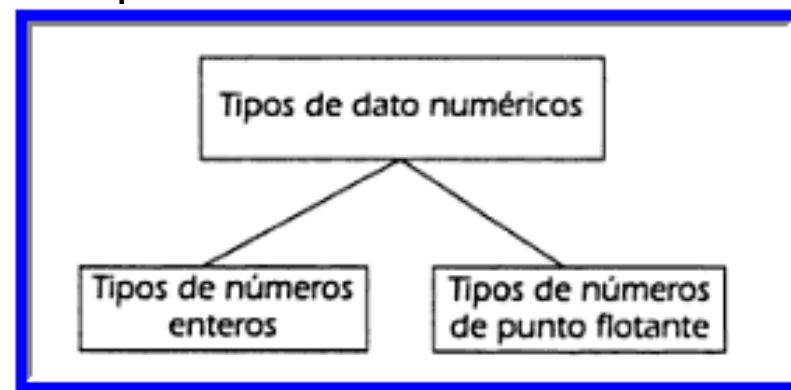 Tipos de dato numéricos
Tipos de números
enteros
Tipos de números
de punto flotante